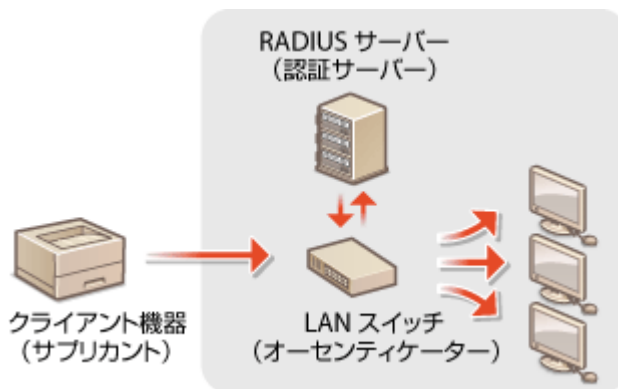 RADIUS サーバー
（認証サーバー）
クライアント機器
（サプリカント）
LAN スイッチ
（オーセンティケーター）